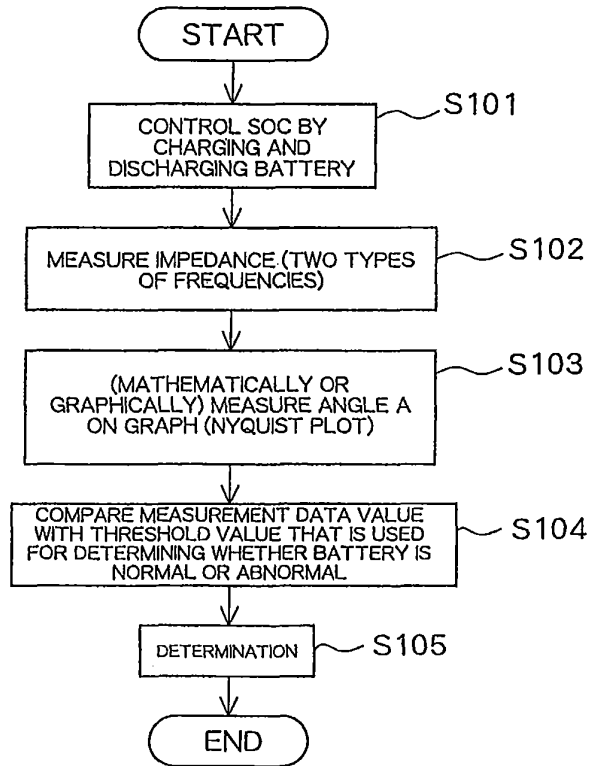 START
CONTROL SOC BY
CHARGING AND
DISCHARGING BATTERY
S101
MEASURE IMPEDANCE (TWO TYPES
OF FREQUENCIES)
S102
(MATHEMATICALLY OR
GRAPHICALLY) MEASURE ANGLE A
ON GRAPH (NYQUIST PLOT)
S103
COMPARE MEASUREMENT DATA VALUE
WITH THRESHOLD VALUE THAT IS USED
FOR DETERMINING WHETHER BATTERY IS
NORMAL OR ABNORMAL
S104
DETERMINATION
S105
END